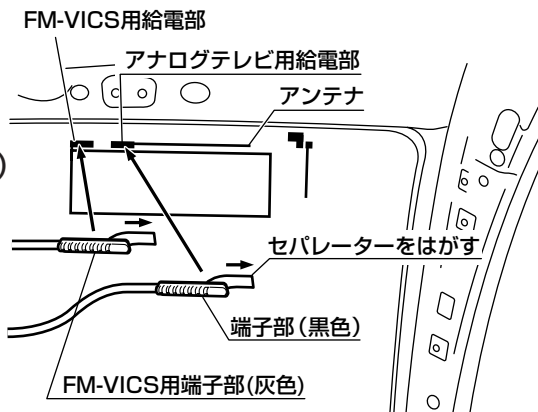 FM-VICS用給電部
アナログテレビ用給電部
アンテナ
)
セパレーターをはがす
端子部(黒色)
FM-VICS用端子部(灰色)